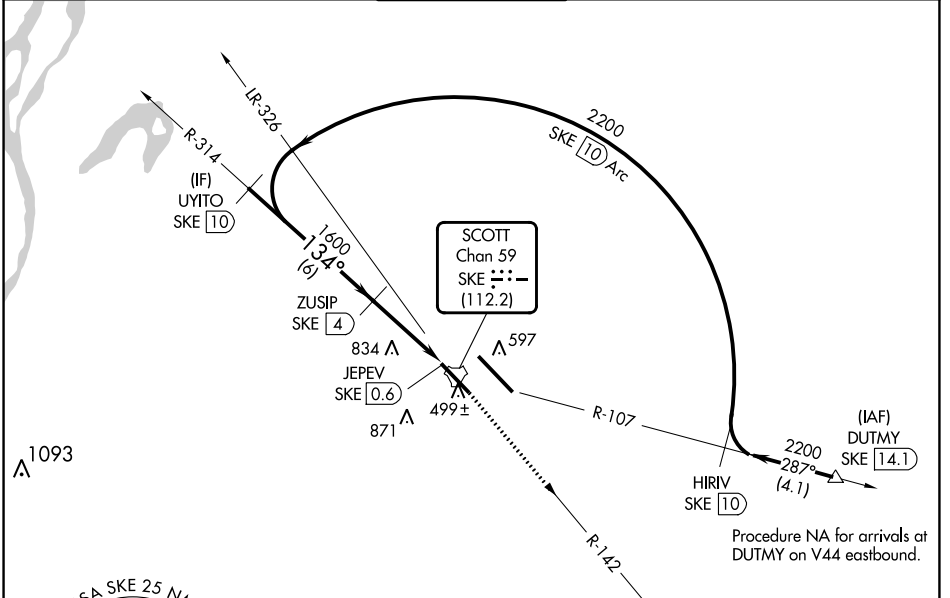 2200
SKE 10 Arc
LR-326
R-314
(IF)
UYITO
SKE 10
1600
134°
(6)
SCOTT
Chan 59
SKE
(112.2)
ZUSIP
SKE 4
834
597
JEPEV
SKE 0.6
499±
871
R-107
(IAF)
DUTMY
SKE 14.1
2200
287°
(4.1)
HIRIV
SKE 10
1093
Procedure NA for arrivals at
DUTMY on V44 eastbound.
R-142
SKE 25